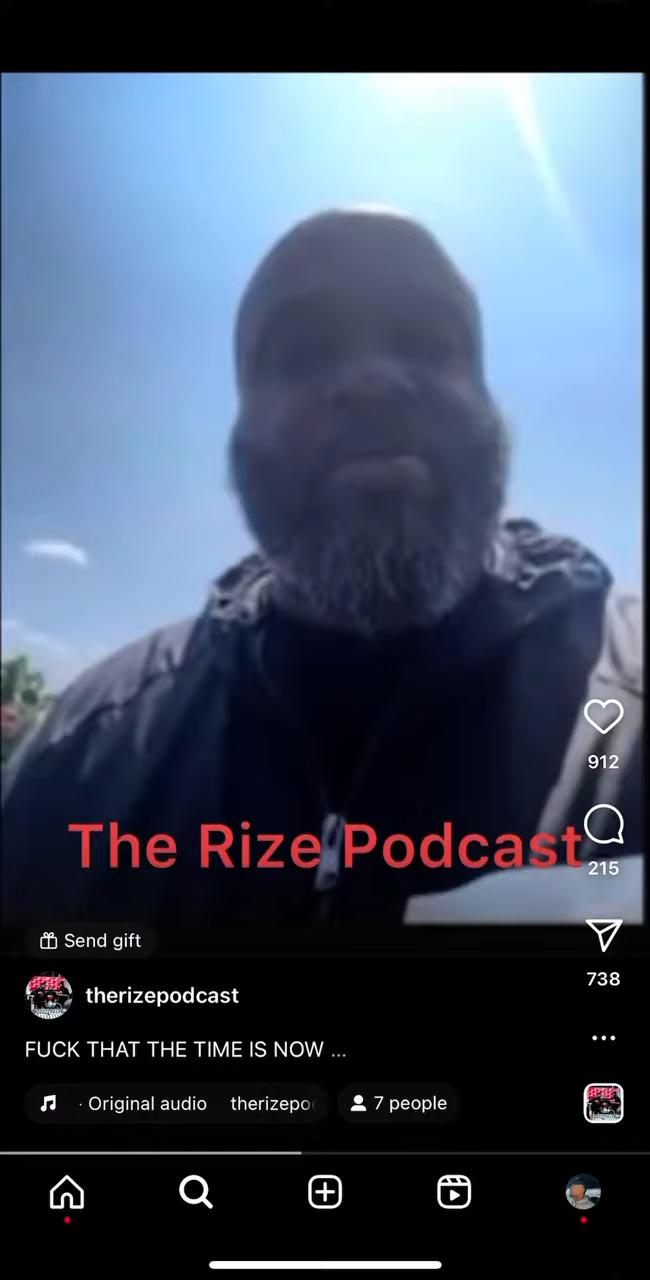 The Rize Podcast
912
215
Send gift
738
therizepodcast
FUCK THAT THE TIME IS NOW ...
· Original audio therizepo
7 people